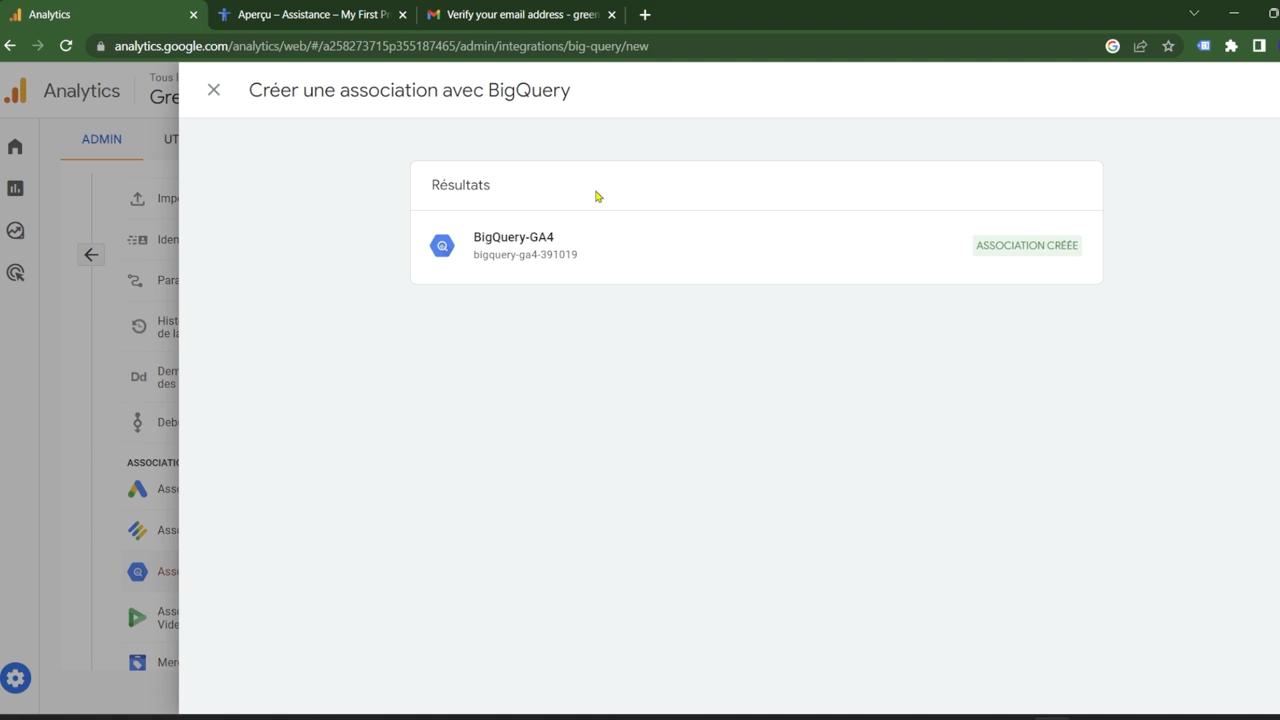 Analytics
Aperçu – Assistance – My First Pr
Verify your email address - green
analytics.google.com/analytics/web/#/a258273715p355187465/admin/integrations/big-query/new
Analytics
Tous l
Gre
Créer une association avec BigQuery
ADMIN
UT
Résultats
BigQuery-GA4
bigquery-ga4-391019
ASSOCIATION CRÉÉE
Impo
Iden
Para
Hist
de la
Dd
Dem
des
Debu
ASSOCIATIO
Asso
Asso
Asso
Asso
Vide
Merc